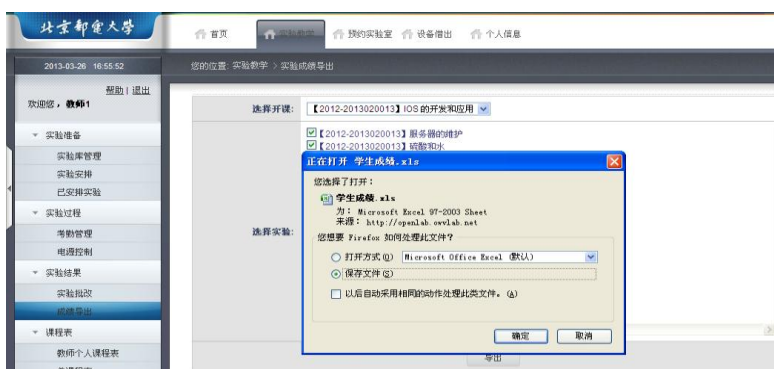 北京邮电大学
首页
实验教学
预约实验室
设备借出
个人信息
2013-03-26 16:55:52
您的位置: 实验教学 > 实验成绩导出
帮助 | 退出
欢迎您，教师1
实验准备
实验库管理
实验安排
已安排实验
实验过程
考勤管理
电源控制
实验结果
实验批改
成绩导出
课程表
教师个人课程表
选择开课:
【2012-2013020013】IOS的开发和应用
选择实验:
【2012-2013020013】服务器的维护
【2012-2013020013】硫酸和水
正在打开 学生成绩.xls
您选择了打开：
学生成绩.xls
为: Microsoft Excel 97-2003 Sheet
来源: http://openlab.owvlab.net
您想要 Firefox 如何处理此文件？
打开方式(O) Microsoft Office Excel (默认)
保存文件(S)
以后自动采用相同的动作处理此类文件。(A)
确定
取消
导出